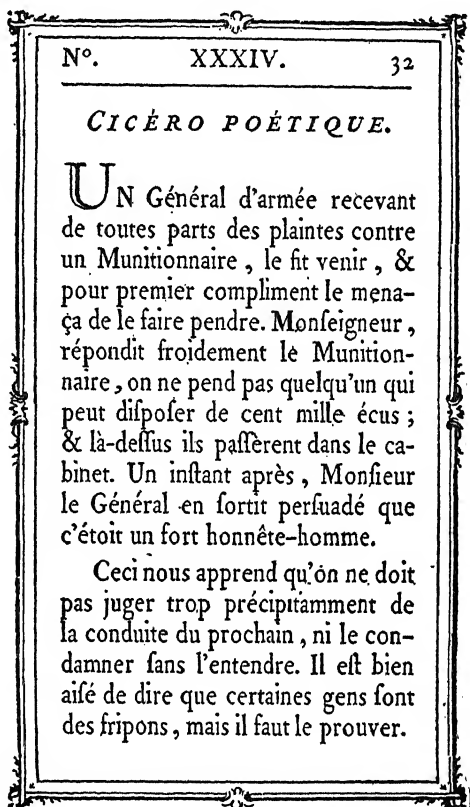 N°. XXXIV. 32
CICÉRO POÉTIQUE.
UN Général d'armée recevant
de toutes parts des plaintes contre
un Munitionnaire, le fit venir, &
pour premier compliment le mena-
ça de le faire pendre. Monſeigneur,
répondit froidement le Munition-
naire, on ne pend pas quelqu'un qui
peut diſpoſer de cent mille écus ;
& là-deſſus ils paſſèrent dans le ca-
binet. Un inſtant après, Monſieur
le Général en ſortit perſuadé que
c'étoit un fort honnête-homme.
Ceci nous apprend qu'on ne doit
pas juger trop précipitamment de
la conduite du prochain, ni le con-
damner ſans l'entendre. Il eſt bien
aiſé de dire que certaines gens ſont
des fripons, mais il faut le prouver.